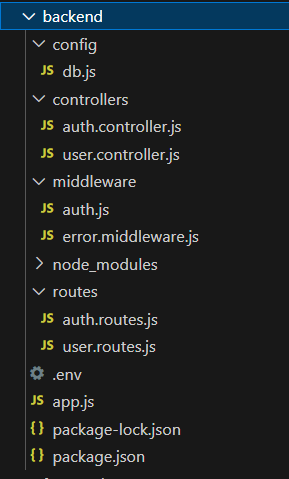 backend
config
JS db.js
controllers
JS auth.controller.js
JS user.controller.js
middleware
JS auth.js
JS error.middleware.js
node_modules
routes
JS auth.routes.js
JS user.routes.js
.env
JS app.js
{} package-lock.json
{} package.json